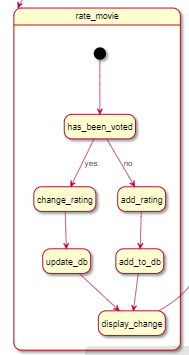 rate_movie
has_been_voted
yes
no
change_rating
add_rating
update_db
add_to_db
display_change